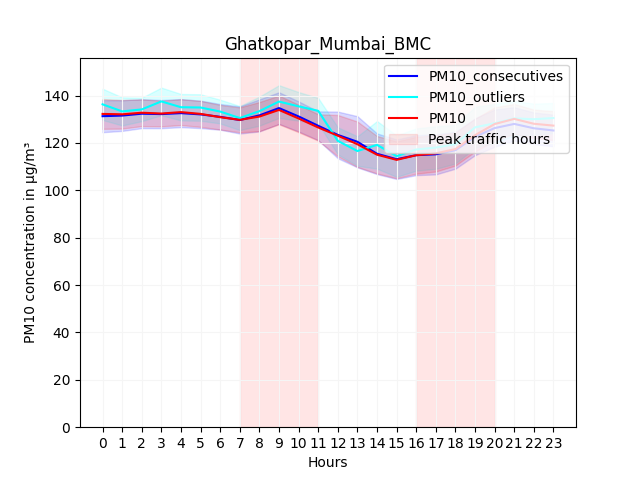 Ghatkopar_Mumbai_BMC
PM10_consecutives
PM10_outliers
PM10
Peak traffic hours
PM10 concentration in µg/m³
140
120
100
80
60
40
20
0
0 1 2 3 4 5 6 7 8 9 10 11 12 13 14 15 16 17 18 19 20 21 22 23
Hours